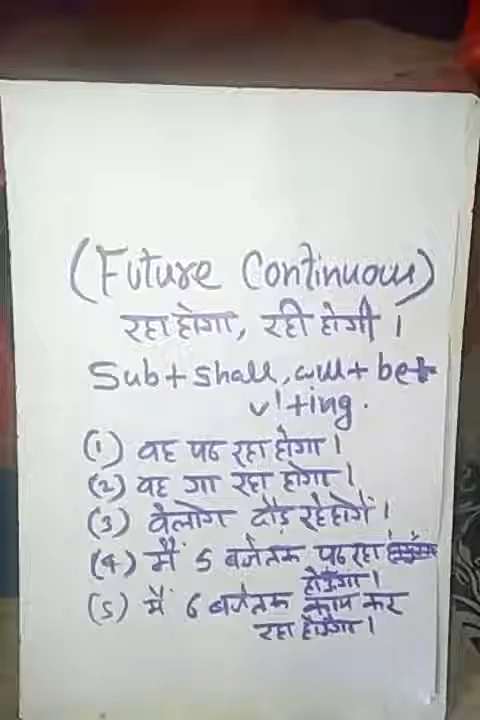 (Future Continuous)
रहा होगा, रही होगी ।
Sub + shall, will + be +
v¹ + ing.
(1) वह पढ रहा होगा ।
(2) वह गा रहा होगा ।
(3) वेलोग दौड़ रहे होगें ।
(4) मैं 5 बजेतक पढ रहा
होऊँगा ।
(5) मैं 6 बजेतक काम कर
रहा होऊँगा ।